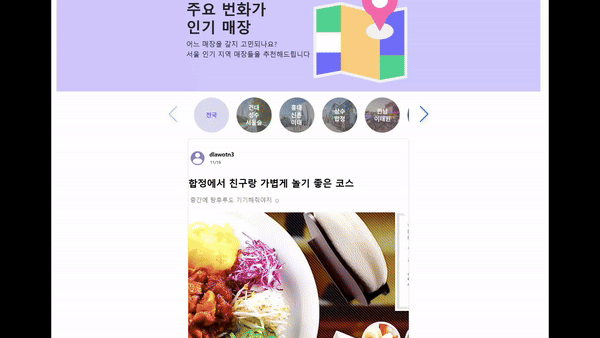 주요 번화가
인기 매장
어느 매장을 갈지 고민되나요?
서울 인기 지역 매장들을 추천해드립니다
전국
건대
성수
서울숲
홍대
신촌
이대
합정
한남
이태원
dlawotn3
11/16
합정에서 친구랑 가볍게 놀기 좋은 코스
중간에 탕후루도 기기해줘야지 ☺